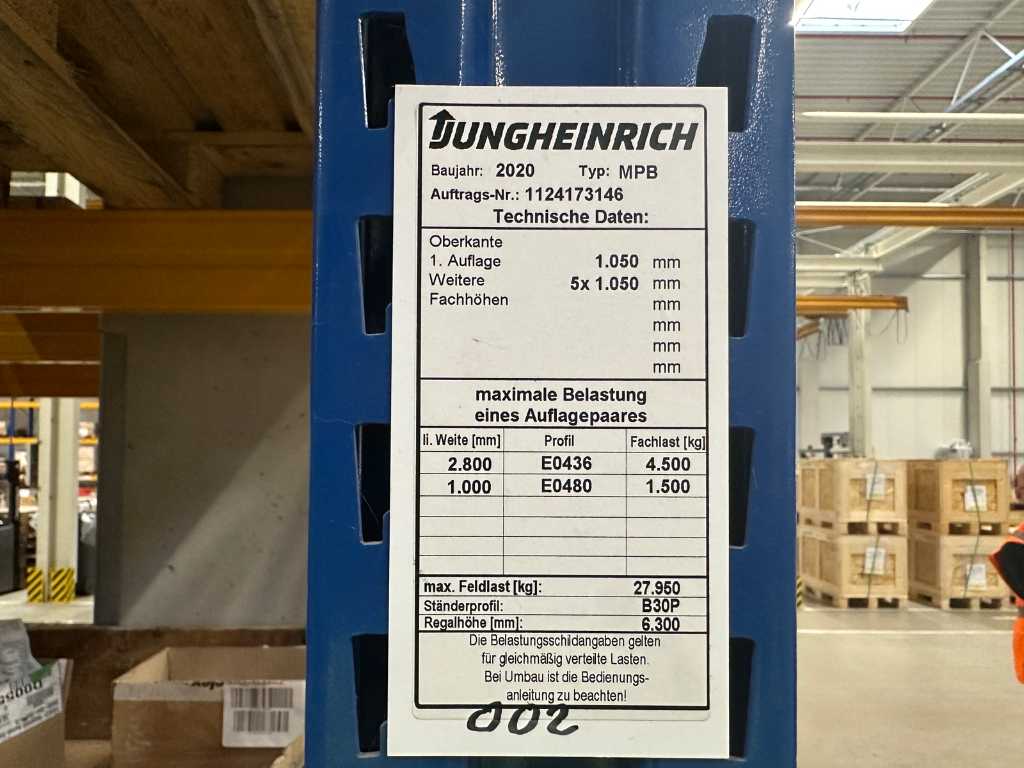 JUNGHEINRICH
Baujahr: 2020 Typ: MPB
Auftrags-Nr.: 1124173146
Technische Daten:
Oberkante
1. Auflage 1.050 mm
Weitere 5x 1.050 mm
Fachhöhen mm
mm
mm
mm
maximale Belastung
eines Auflagepaares
li. Weite [mm] Profil Fachlast [kg]
2.800 E0436 4.500
1.000 E0480 1.500
max. Feldlast [kg]: 27.950
Ständerprofil: B30P
Regalhöhe [mm]: 6.300
Die Belastungsschildangaben gelten
für gleichmäßig verteilte Lasten.
Bei Umbau ist die Bedienungs-
anleitung zu beachten!
002